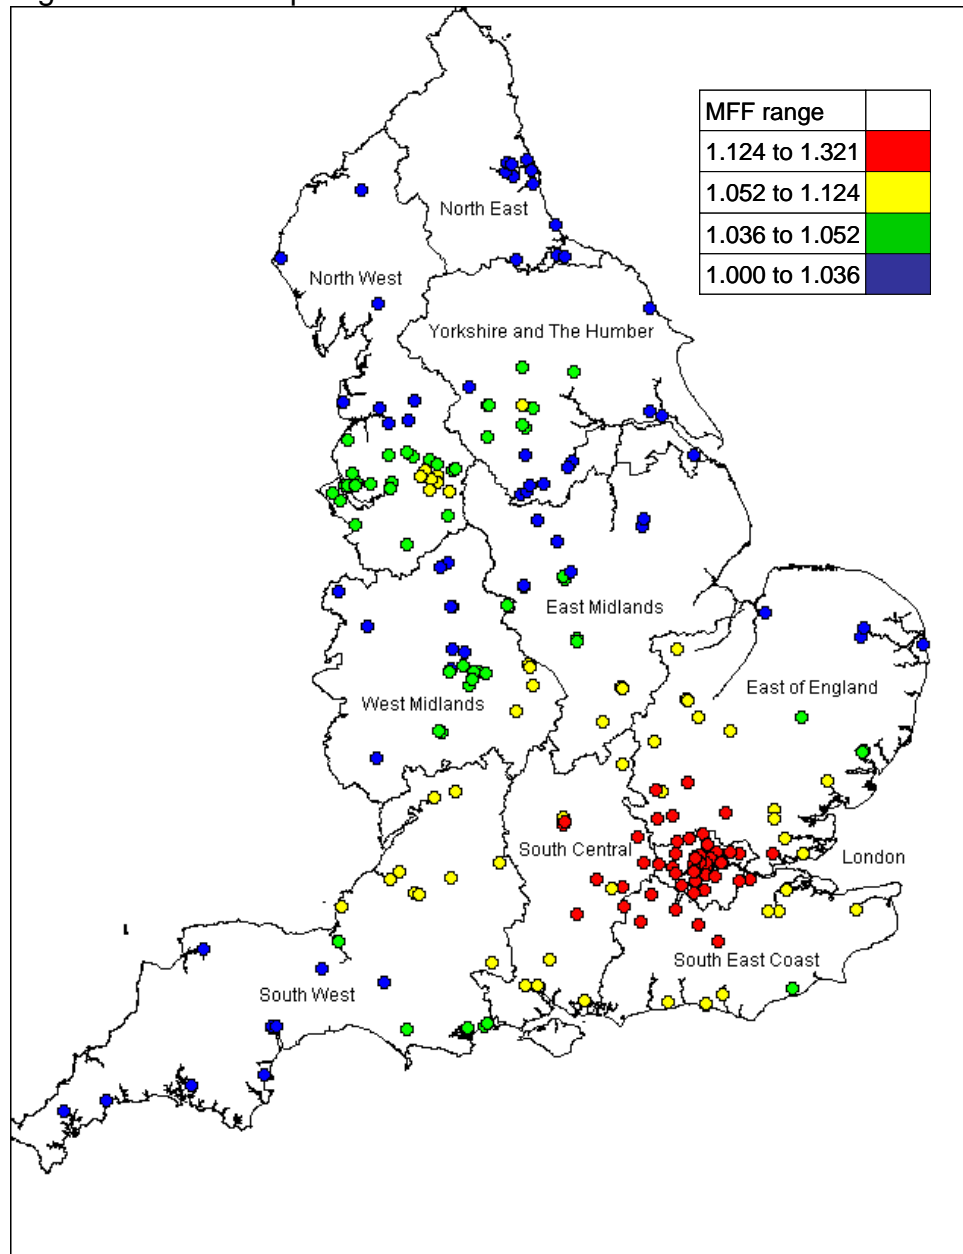 MFF range
1.124 to 1.321
1.052 to 1.124
1.036 to 1.052
1.000 to 1.036
North East
North West
Yorkshire and The Humber
East Midlands
East of England
West Midlands
South Central
London
South East Coast
South West